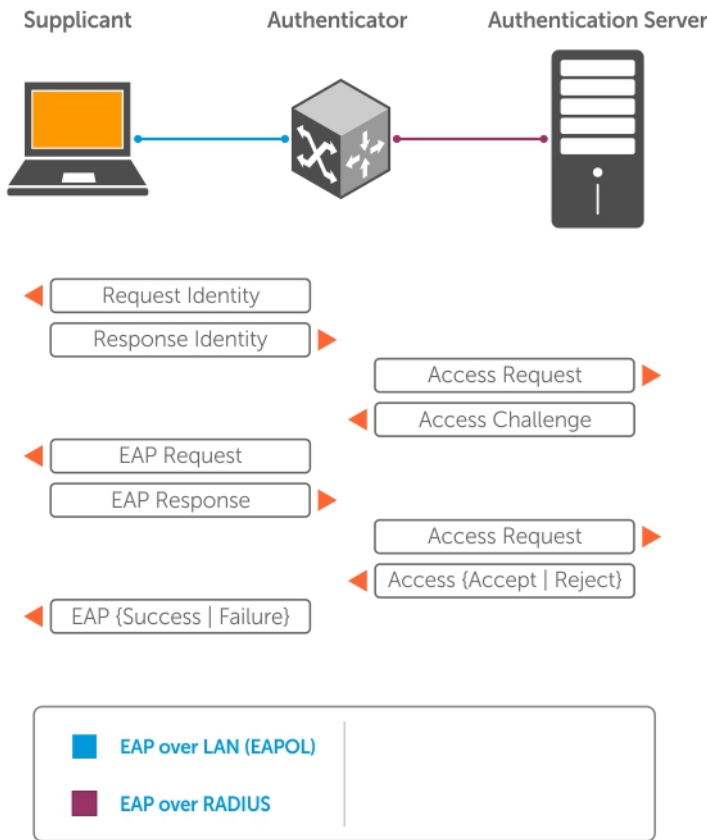 Supplicant
Authenticator
Authentication Server
Request Identity
Response Identity
Access Request
Access Challenge
EAP Request
EAP Response
Access Request
Access {Accept | Reject}
EAP {Success | Failure}
EAP over LAN (EAPOL)
EAP over RADIUS